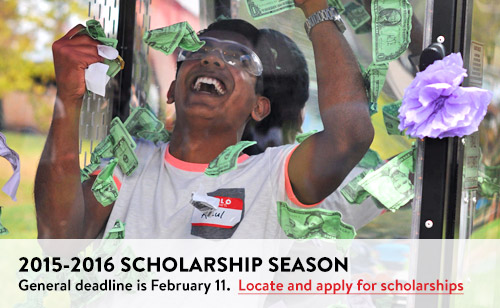 2015-2016 SCHOLARSHIP SEASON
General deadline is February 11. Locate and apply for scholarships